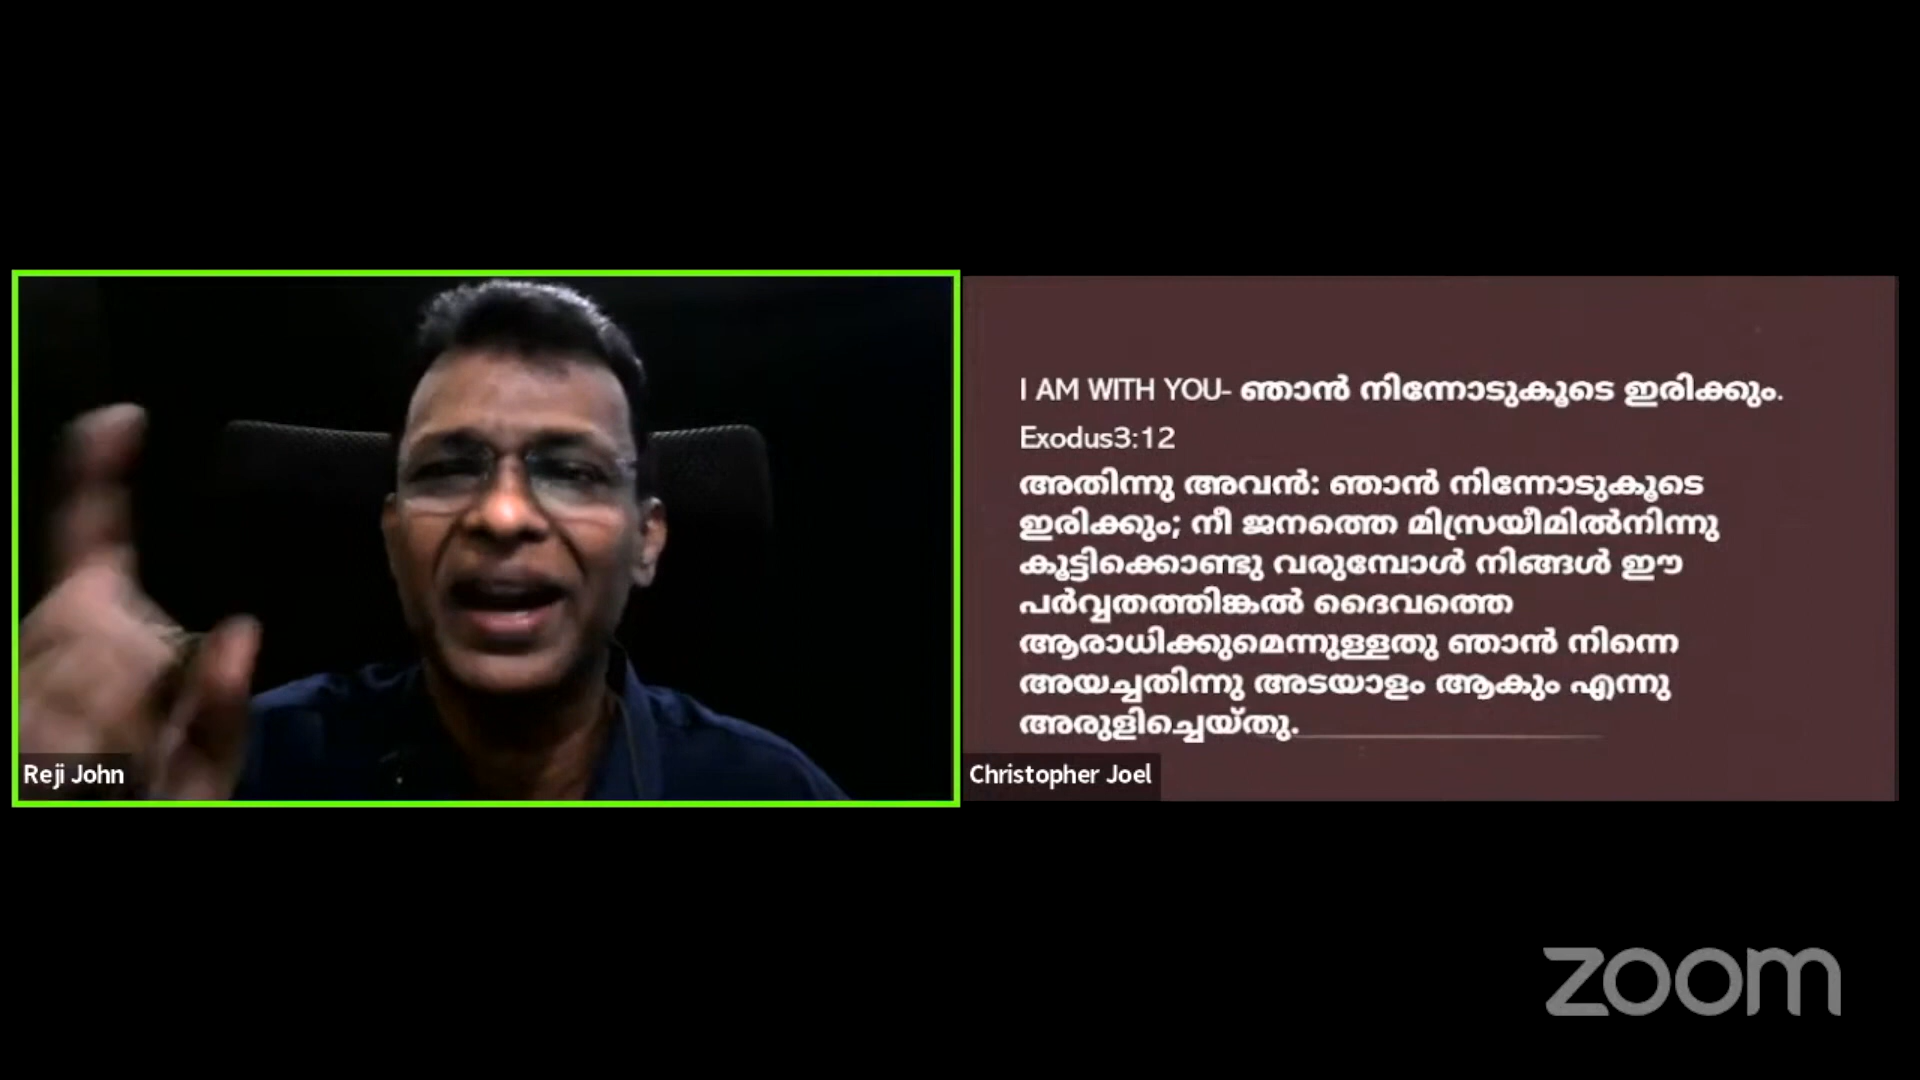 I AM WITH YOU- ഞാൻ നിന്നോടുകൂടെ ഇരിക്കും.
Exodus3:12
അതിന്നു അവൻ: ഞാൻ നിന്നോടുകൂടെ
ഇരിക്കും; നീ ജനത്തെ മിസ്രയീമിൽനിന്നു
കൂട്ടിക്കൊണ്ടു വരുമ്പോൾ നിങ്ങൾ ഈ
പർവ്വതത്തിങ്കൽ ദൈവത്തെ
ആരാധിക്കുമെന്നുള്ളതു ഞാൻ നിന്നെ
അയച്ചതിന്നു അടയാളം ആകും എന്നു
അരുളിച്ചെയ്തു.
Reji John
Christopher Joel
zoom